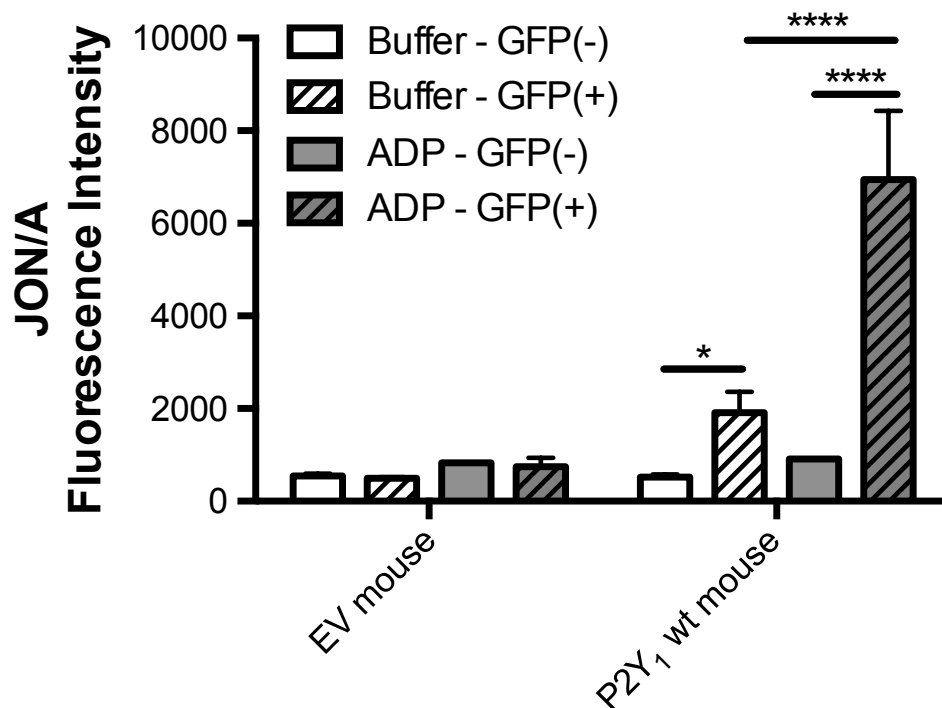 JON/A
Fluorescence Intensity
10000
8000
6000
4000
2000
0
Buffer - GFP(-)
Buffer - GFP(+)
ADP - GFP(-)
ADP - GFP(+)
****
****
*
EV mouse
P2Y₁ wt mouse